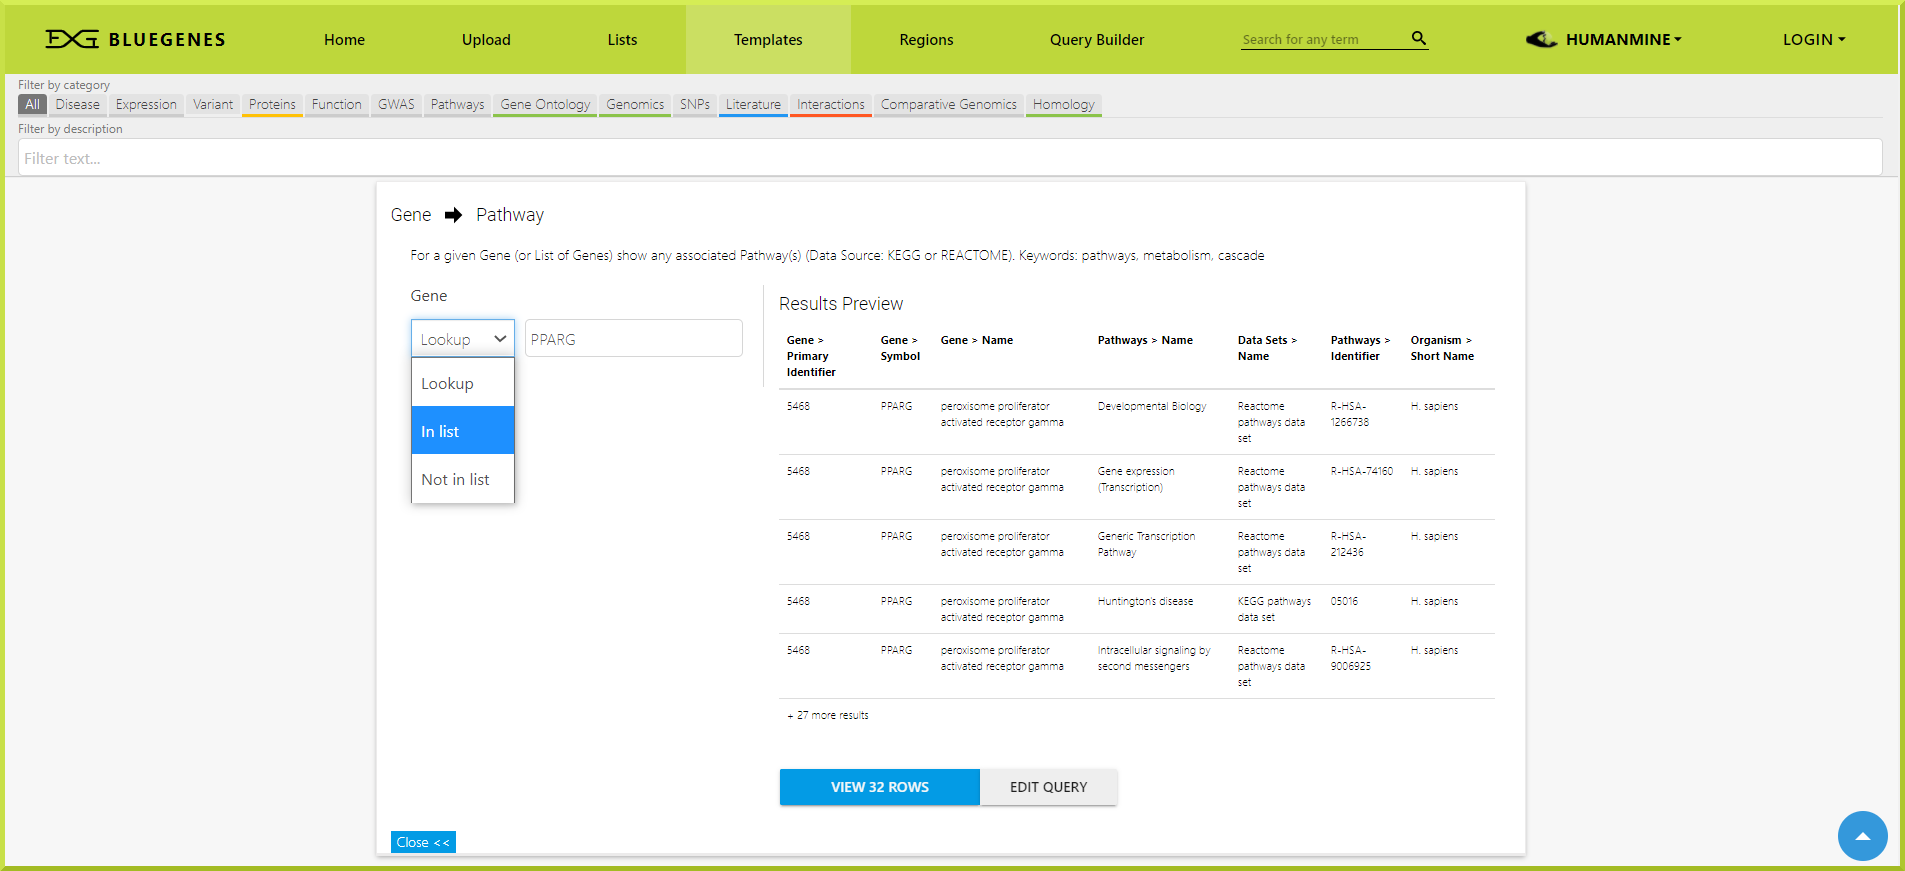 BLUEGENES
Home
Upload
Lists
Templates
Regions
Query Builder
Search for any term
HUMANMINE
LOGIN
Filter by category
All
Disease
Expression
Variant
Proteins
Function
GWAS
Pathways
Gene Ontology
Genomics
SNPs
Literature
Interactions
Comparative Genomics
Homology
Filter by description
Filter text...
Gene
Pathway
For a given Gene (or List of Genes) show any associated Pathway(s) (Data Source: KEGG or REACTOME). Keywords: pathways, metabolism, cascade
Gene
Lookup
PPARG
Lookup
In list
Not in list
Results Preview
Gene >
Primary
Identifier
Gene >
Symbol
Gene > Name
Pathways > Name
Data Sets >
Name
Pathways >
Identifier
Organism >
Short Name
5468
PPARG
peroxisome proliferator
activated receptor gamma
Developmental Biology
Reactome
pathways data
set
R-HSA-
1266738
H. sapiens
5468
PPARG
peroxisome proliferator
activated receptor gamma
Gene expression
(Transcription)
Reactome
pathways data
set
R-HSA-74160
H. sapiens
5468
PPARG
peroxisome proliferator
activated receptor gamma
Generic Transcription
Pathway
Reactome
pathways data
set
R-HSA-
212436
H. sapiens
5468
PPARG
peroxisome proliferator
activated receptor gamma
Huntington's disease
KEGG pathways
data set
05016
H. sapiens
5468
PPARG
peroxisome proliferator
activated receptor gamma
Intracellular signaling by
second messengers
Reactome
pathways data
set
R-HSA-
9006925
H. sapiens
+ 27 more results
VIEW 32 ROWS
EDIT QUERY
Close <<